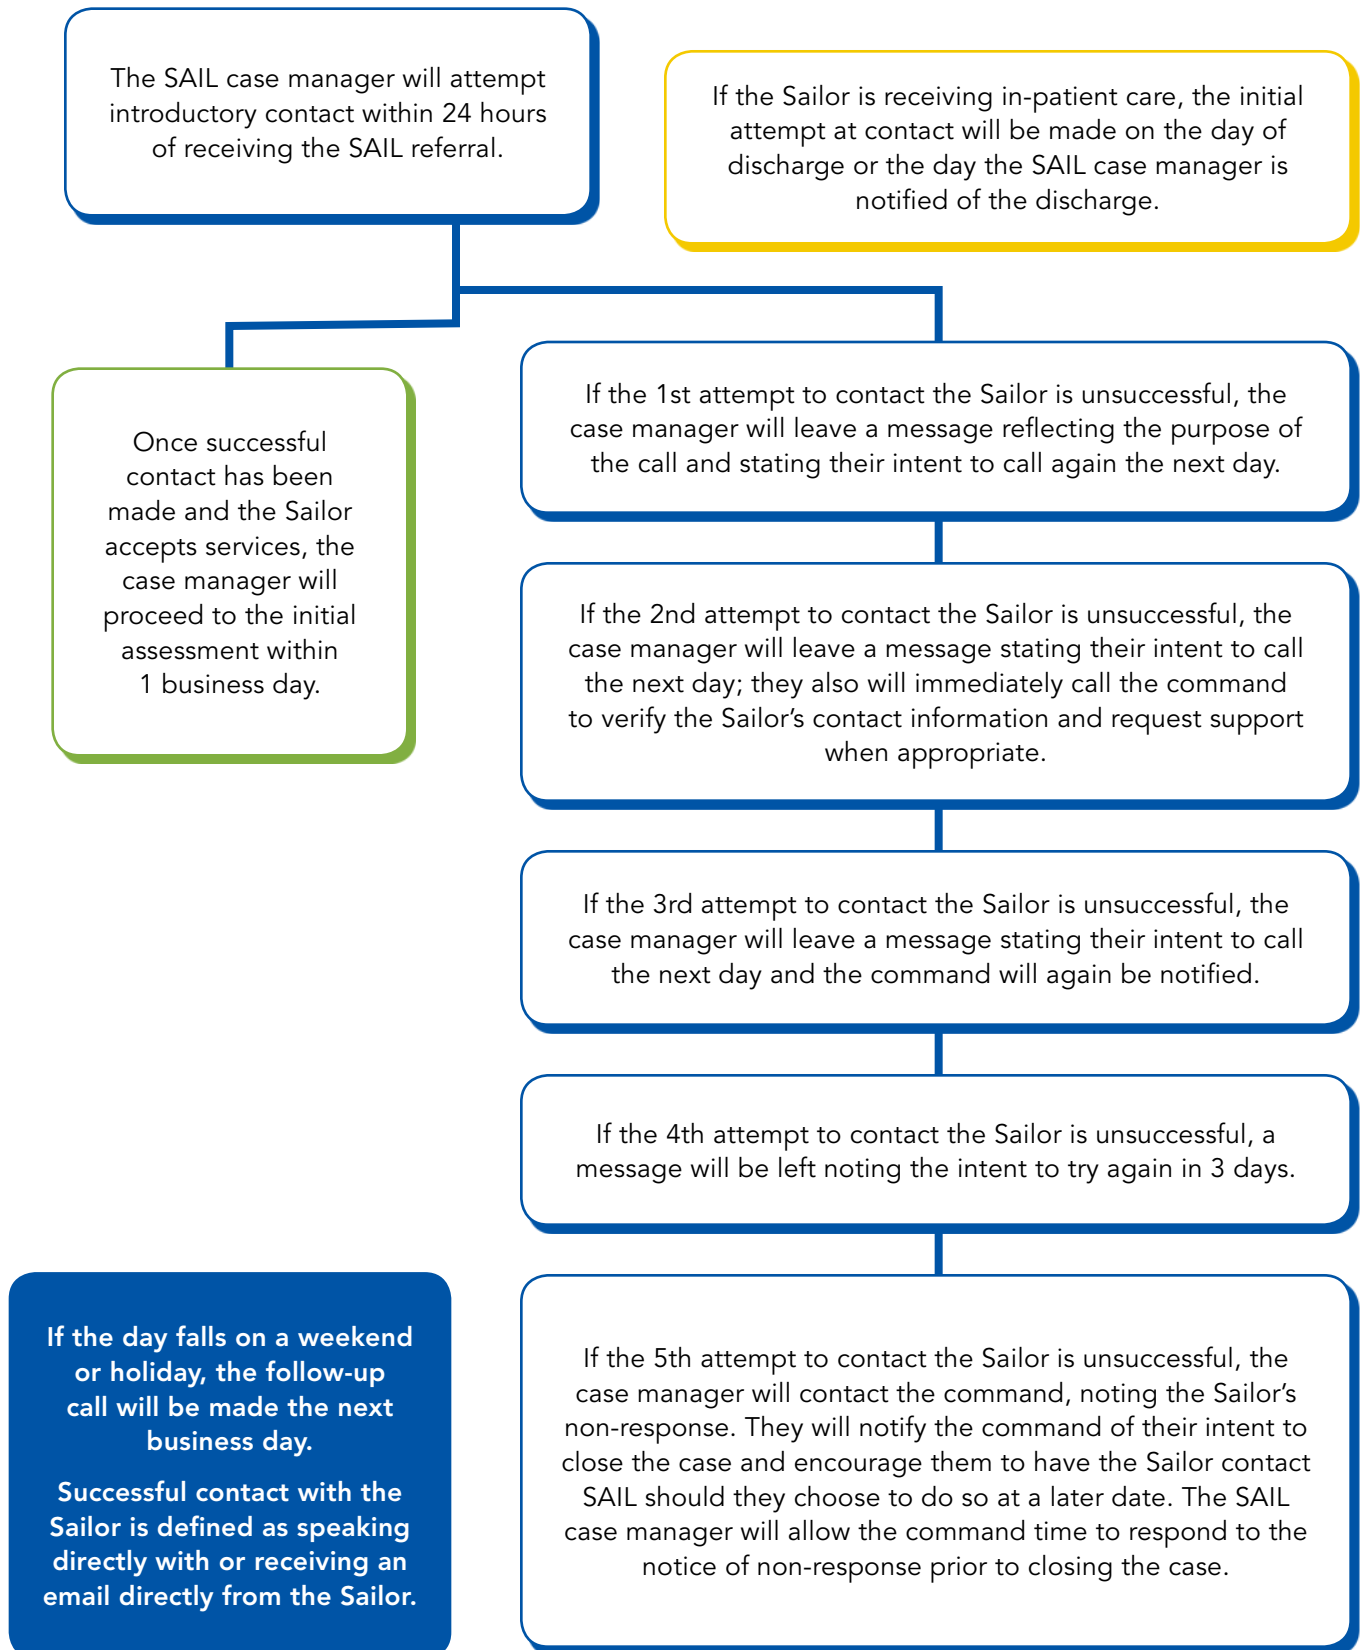 The SAIL case manager will attempt
introductory contact within 24 hours
of receiving the SAIL referral.
If the Sailor is receiving in-patient care, the initial
attempt at contact will be made on the day of
discharge or the day the SAIL case manager is
notified of the discharge.
Once successful
contact has been
made and the Sailor
accepts services, the
case manager will
proceed to the initial
assessment within
1 business day.
If the 1st attempt to contact the Sailor is unsuccessful, the
case manager will leave a message reflecting the purpose of
the call and stating their intent to call again the next day.
If the 2nd attempt to contact the Sailor is unsuccessful, the
case manager will leave a message stating their intent to call
the next day; they also will immediately call the command
to verify the Sailor’s contact information and request support
when appropriate.
If the 3rd attempt to contact the Sailor is unsuccessful, the
case manager will leave a message stating their intent to call
the next day and the command will again be notified.
If the 4th attempt to contact the Sailor is unsuccessful, a
message will be left noting the intent to try again in 3 days.
If the 5th attempt to contact the Sailor is unsuccessful, the
case manager will contact the command, noting the Sailor’s
non-response. They will notify the command of their intent to
close the case and encourage them to have the Sailor contact
SAIL should they choose to do so at a later date. The SAIL
case manager will allow the command time to respond to the
notice of non-response prior to closing the case.
If the day falls on a weekend
or holiday, the follow-up
call will be made the next
business day.
Successful contact with the
Sailor is defined as speaking
directly with or receiving an
email directly from the Sailor.